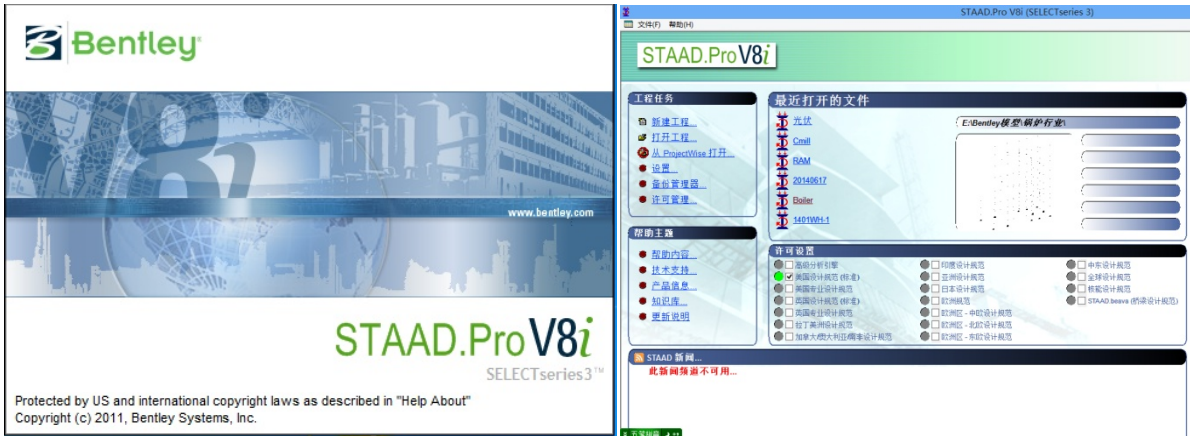 Bentley
V8i
www.bentley.com
STAAD.Pro V8i
SELECTseries3™
Protected by US and international copyright laws as described in "Help About"
Copyright (c) 2011, Bentley Systems, Inc.
STAAD.Pro V8i (SELECTseries 3)
文件(F) 帮助(H)
STAAD.Pro V8i
工程任务
新建工程...
打开工程...
从 ProjectWise 打开...
设置...
备份管理器...
许可管理...
帮助主题
帮助内容...
技术支持...
产品信息...
知识库...
更新说明
最近打开的文件
光伏
Cmill
RAM
20140617
Boiler
1401WH-1
E:\Bentley模型\锅炉行业\
许可设置
高级分析引擎
美国设计规范 (标准)
美国专业设计规范
英国设计规范 (标准)
英国专业设计规范
拉丁美洲设计规范
加拿大/澳大利亚/南非设计规范
印度设计规范
亚洲设计规范
日本设计规范
欧洲规范
欧洲区 - 中欧设计规范
欧洲区 - 北欧设计规范
欧洲区 - 东欧设计规范
中东设计规范
全球设计规范
核能设计规范
STAAD.beava (桥梁设计规范)
STAAD 新闻...
此新闻频道不可用...